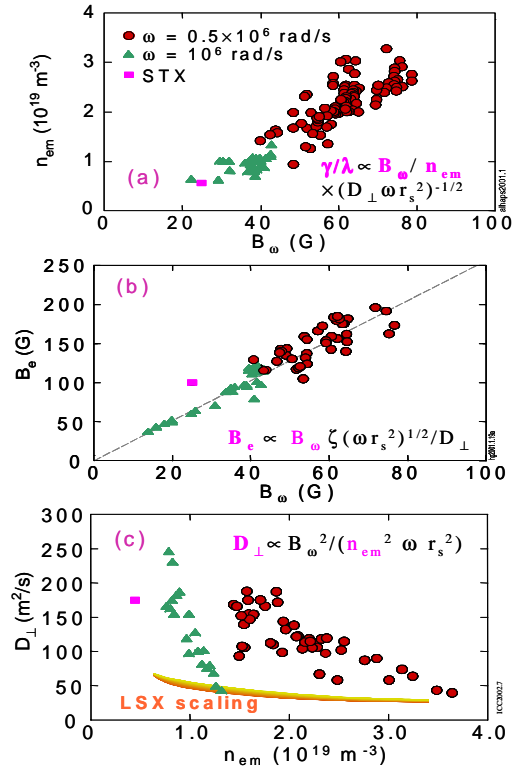 ω = 0.5×10⁶ rad/s
ω = 10⁶ rad/s
STX
4
3
2
1
0
n_em (10¹⁹ m⁻³)
(a)
γ/λ ∝ B_ω / n_em
×(D_⊥ ω r_s²)^-1/2
0 20 40 60 80 100
B_ω (G)
250
200
150
100
50
0
B_e (G)
(b)
B_e ∝ B_ω ζ (ω r_s²)^1/2/D_⊥
0 20 40 60 80 100
B_ω (G)
300
250
200
150
100
50
0
D_⊥ (m²/s)
(c)
D_⊥ ∝ B_ω²/(n_em² ω r_s²)
LSX scaling
1.0 2.0 3.0 4.0
n_em (10¹⁹ m⁻³)